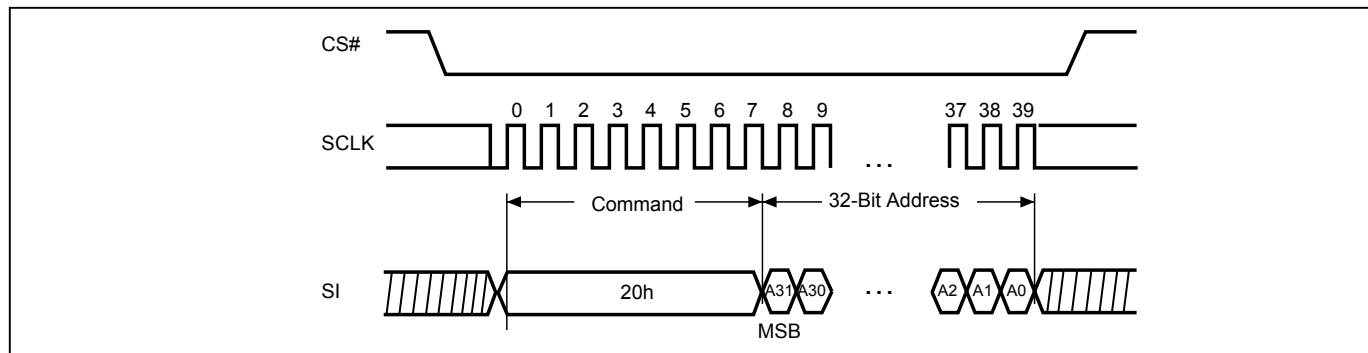 CS#
0 1 2 3 4 5 6 7 8 9 37 38 39
SCLK
...
Command 32-Bit Address
SI 20h A31 A30 ... A2 A1 A0
MSB